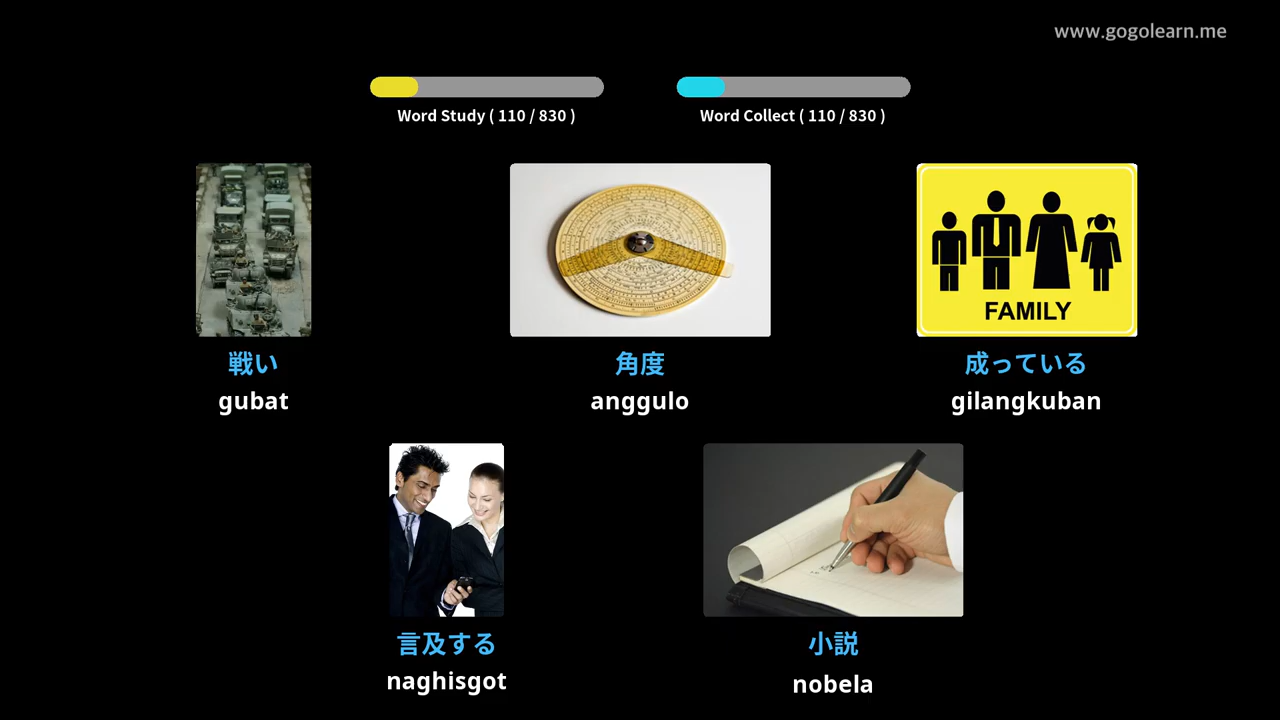 www.gogolearn.me
Word Study ( 110 / 830 )
Word Collect ( 110 / 830 )
FAMILY
戦い
gubat
角度
anggulo
成っている
gilangkuban
言及する
naghisgot
小説
nobela